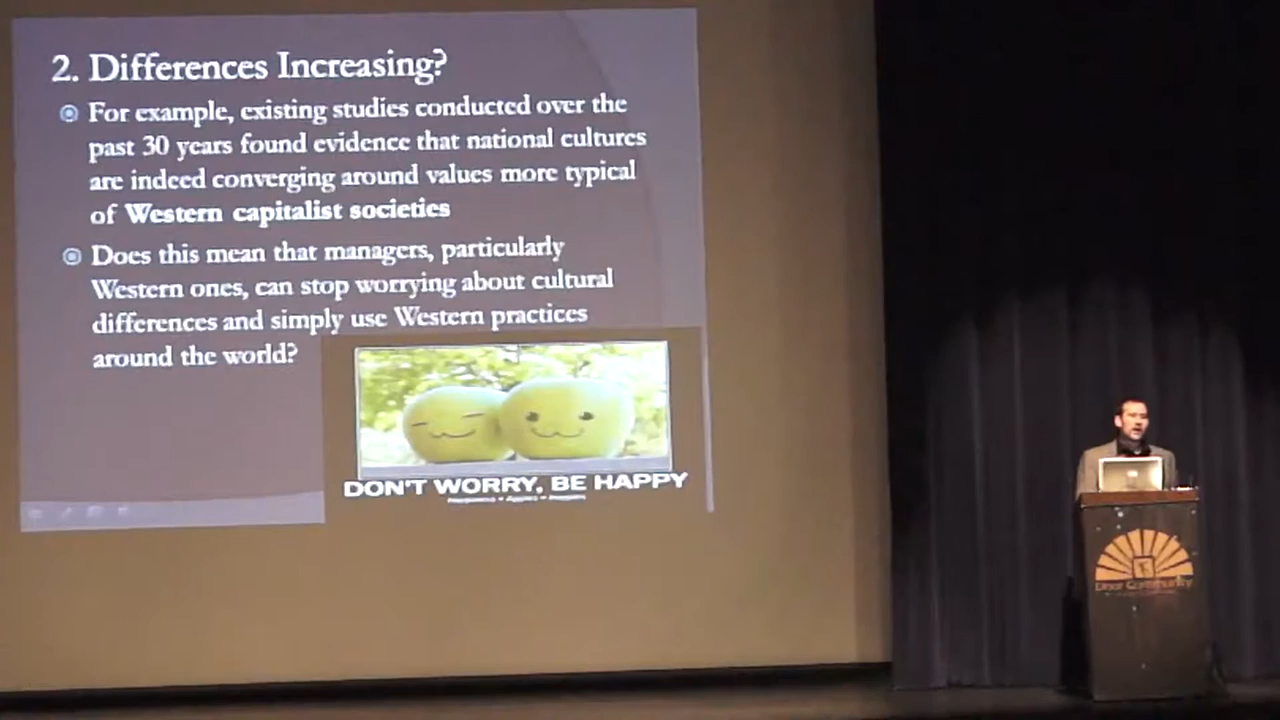 2. Differences Increasing?
For example, existing studies conducted over the
past 30 years found evidence that national cultures
are indeed converging around values more typical
of Western capitalist societies
Does this mean that managers, particularly
Western ones, can stop worrying about cultural
differences and simply use Western practices
around the world?
DON'T WORRY, BE HAPPY
Community